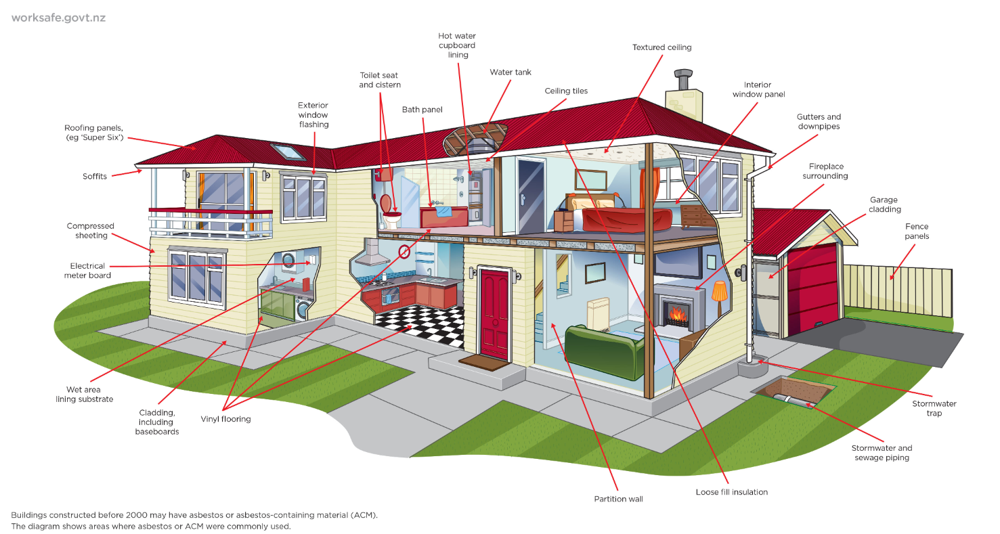 worksafe.govt.nz
Hot water
cupboard
lining
Textured ceiling
Toilet seat
and cistern
Water tank
Ceiling tiles
Interior
window panel
Exterior
window
flashing
Bath panel
Gutters and
downpipes
Roofing panels,
(eg ‘Super Six’)
Soffits
Fireplace
surrounding
Garage
cladding
Compressed
sheeting
Fence
panels
Electrical
meter board
Wet area
lining substrate
Cladding,
including
baseboards
Vinyl flooring
Stormwater
trap
Stormwater and
sewage piping
Partition wall
Loose fill insulation
Buildings constructed before 2000 may have asbestos or asbestos-containing material (ACM).
The diagram shows areas where asbestos or ACM were commonly used.